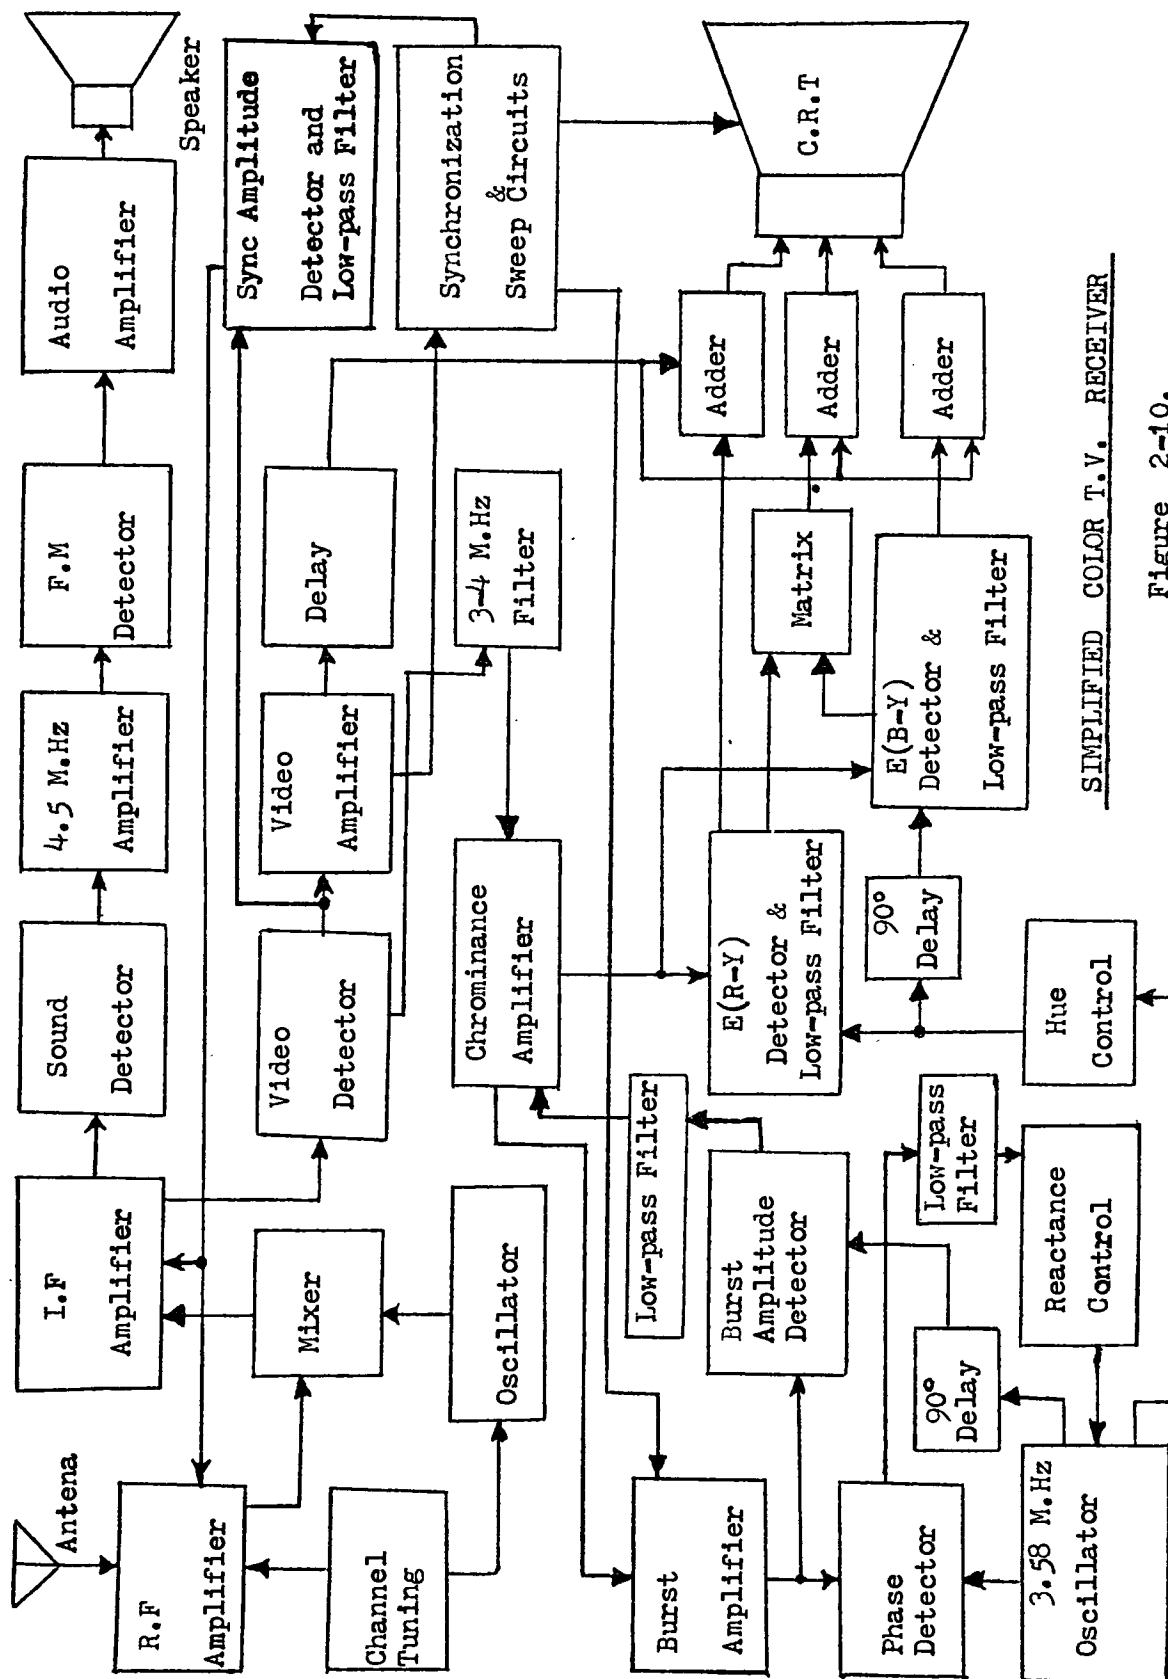 Antena
R.F
Amplifier
Channel
Tuning
I.F
Amplifier
Mixer
Oscillator
Sound
Detector
4.5 M.Hz
Amplifier
F.M
Detector
Audio
Amplifier
Speaker
Video
Detector
Video
Amplifier
Delay
Sync Amplitude
Detector and
Low-pass Filter
Synchronization
&
Sweep Circuits
3-4 M.Hz
Filter
Chrominance
Amplifier
Low-pass Filter
Burst
Amplifier
Burst
Amplitude
Detector
E(R-Y)
Detector &
Low-pass Filter
Matrix
Adder
Adder
Adder
C.R.T
Phase
Detector
90°
Delay
Low-pass
Filter
90°
Delay
E(B-Y)
Detector &
Low-pass Filter
3.58 M.Hz
Oscillator
Reactance
Control
Hue
Control
SIMPLIFIED COLOR T.V. RECEIVER
Figure 2-10.